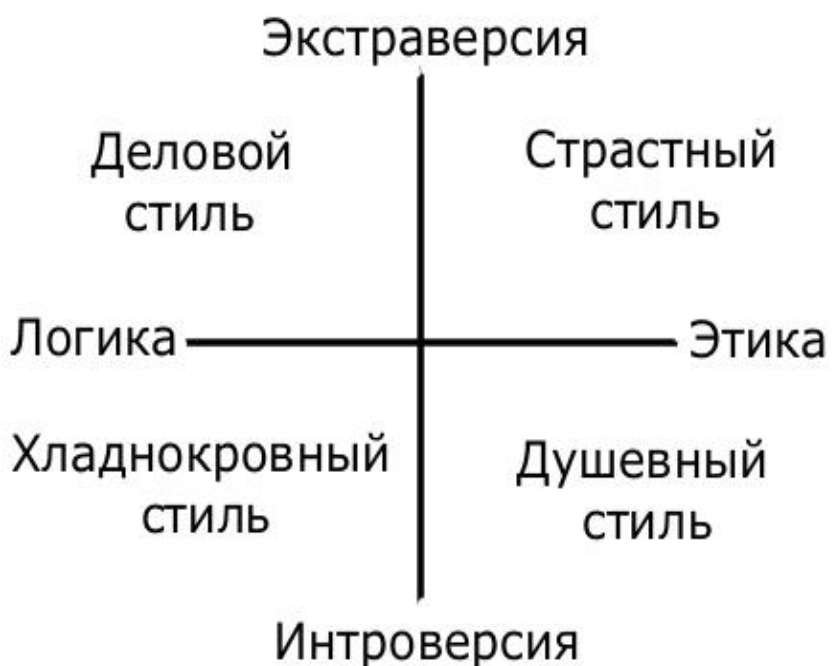 Экстраверсия
Деловой
стиль
Страстный
стиль
Логика
Этика
Хладнокровный
стиль
Душевный
стиль
Интроверсия